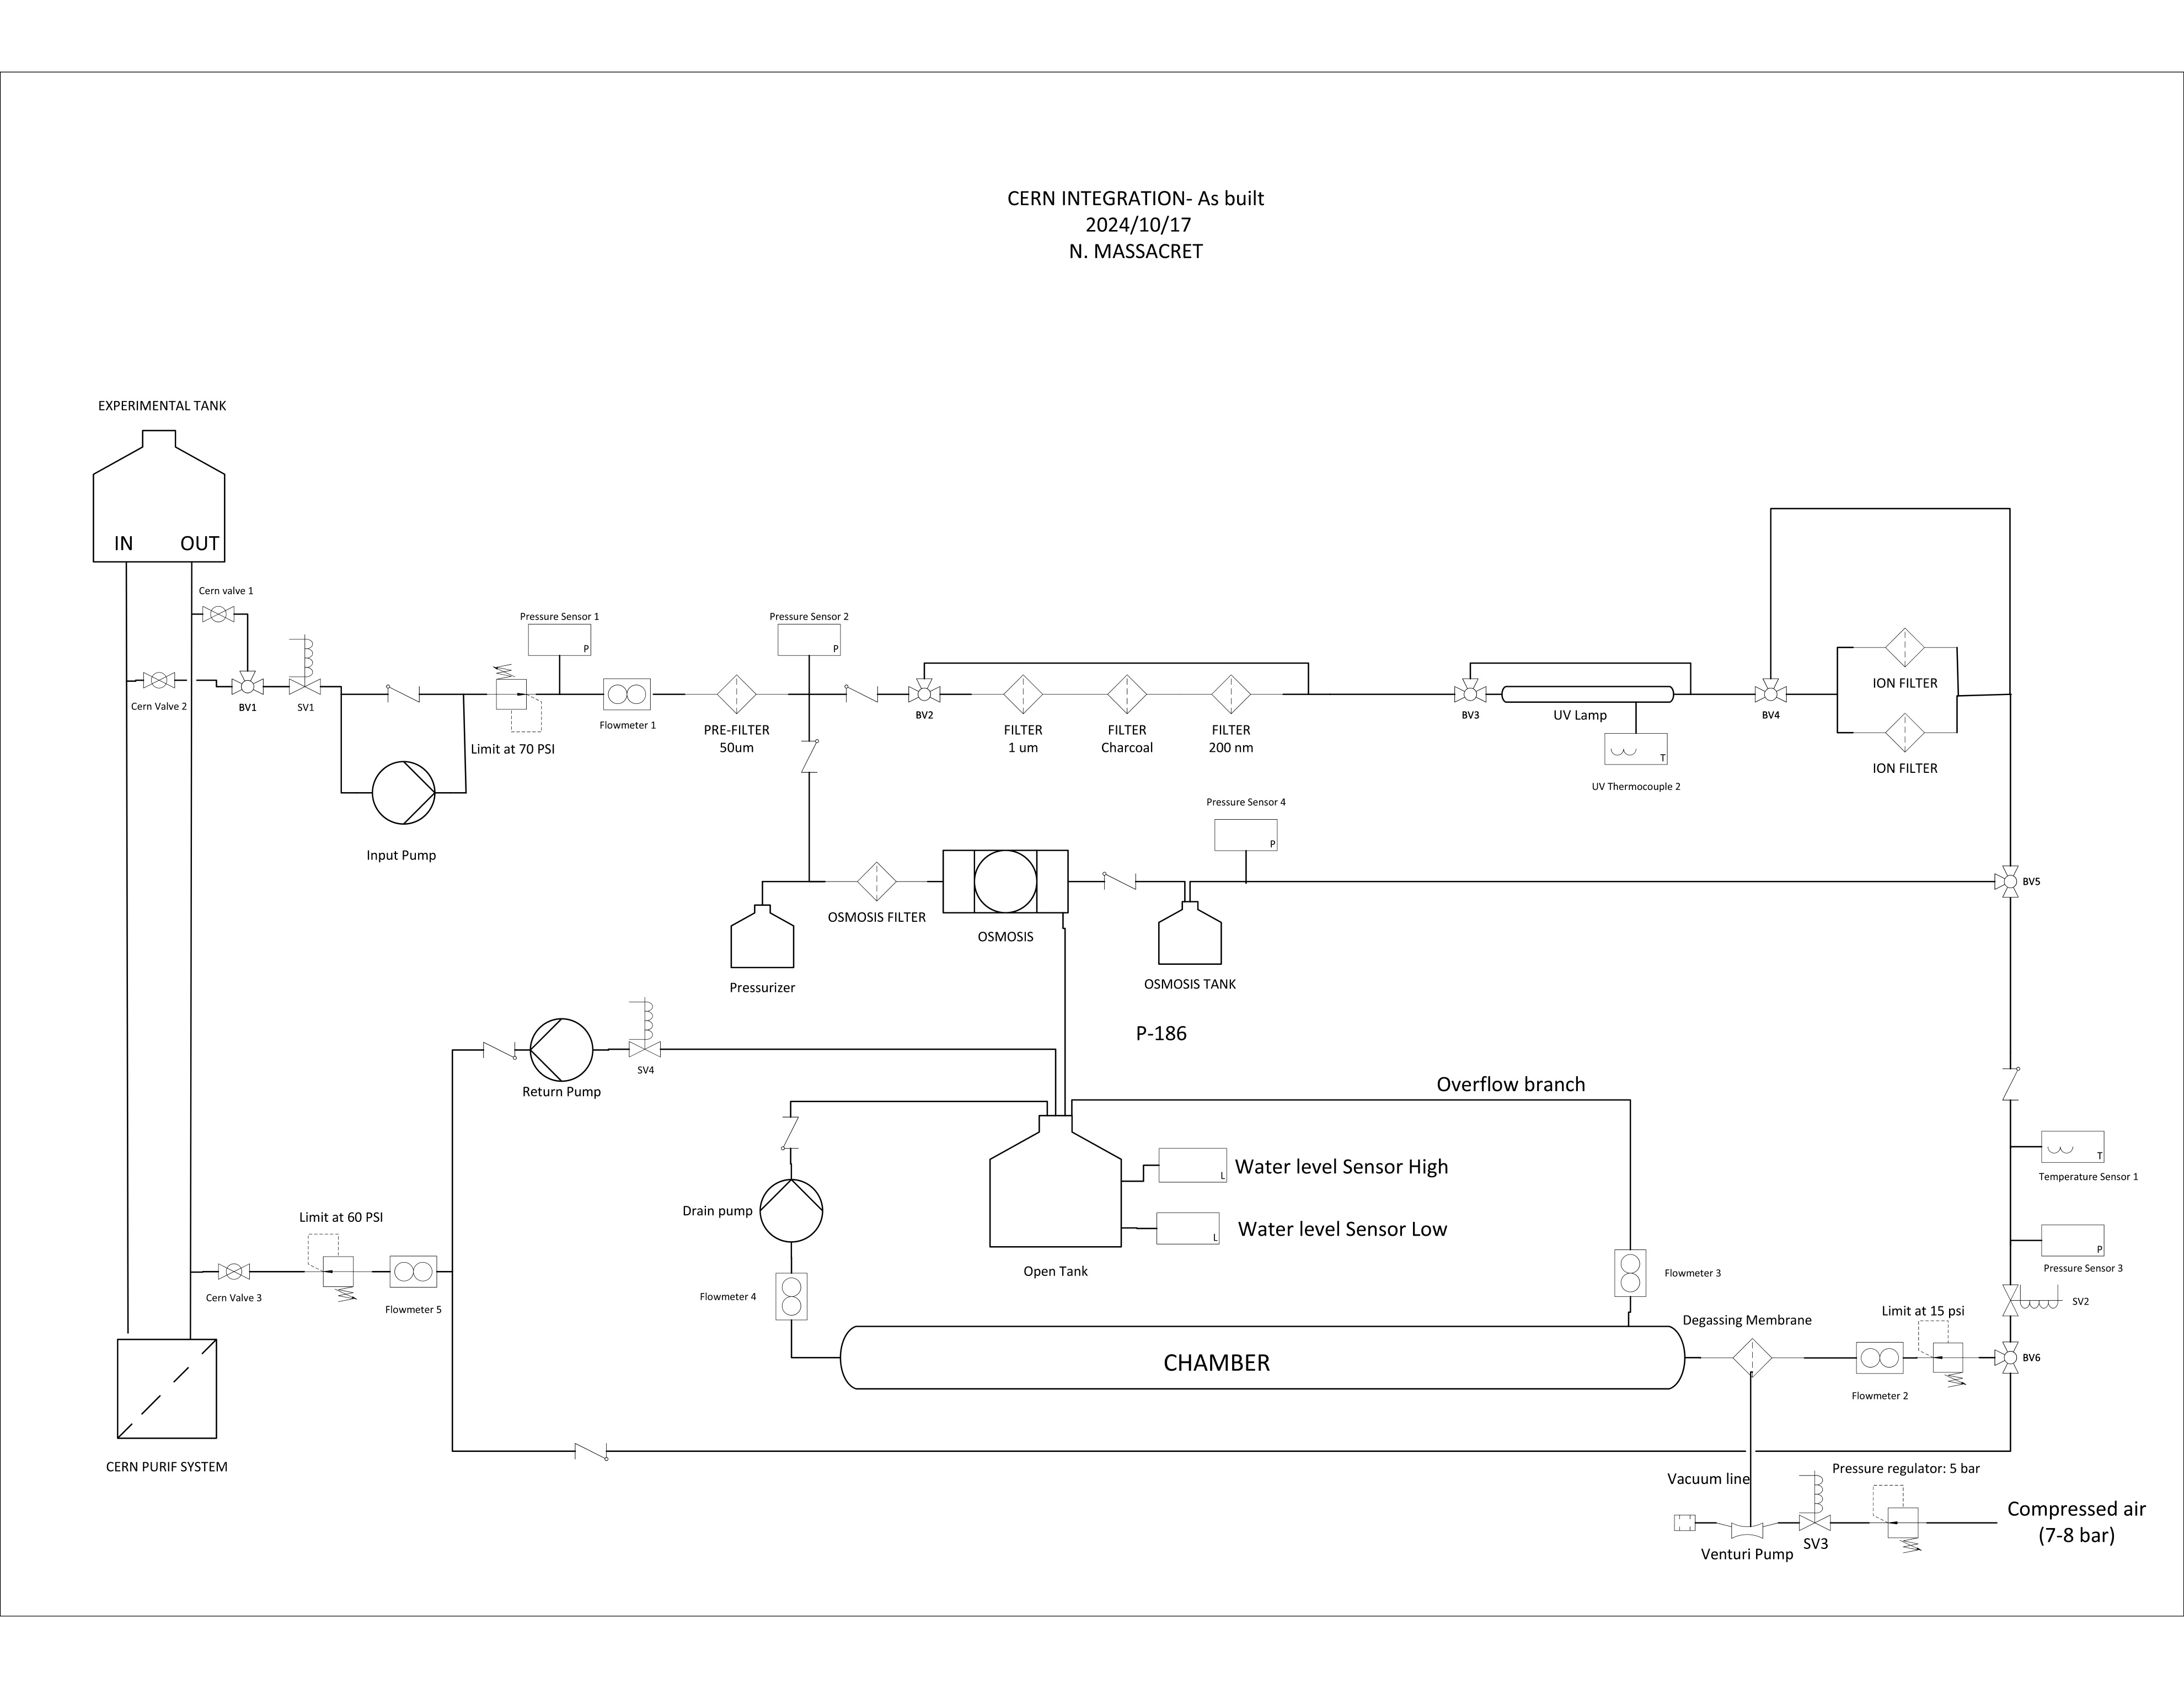 CERN INTEGRATION- As built
2024/10/17
N. MASSACRET
EXPERIMENTAL TANK
IN
OUT
Cern valve 1
Cern Valve 2
BV1
SV1
Input Pump
Limit at 70 PSI
Pressure Sensor 1
P
Flowmeter 1
PRE-FILTER
50um
Pressure Sensor 2
P
BV2
FILTER
1 um
FILTER
Charcoal
FILTER
200 nm
BV3
UV Lamp
T
UV Thermocouple 2
BV4
ION FILTER
ION FILTER
Pressure Sensor 4
P
BV5
Pressurizer
OSMOSIS FILTER
OSMOSIS
OSMOSIS TANK
P-186
Return Pump
SV4
Overflow branch
Drain pump
Flowmeter 4
L
Water level Sensor High
L
Water level Sensor Low
Open Tank
Flowmeter 3
T
Temperature Sensor 1
P
Pressure Sensor 3
SV2
Limit at 60 PSI
Cern Valve 3
Flowmeter 5
CHAMBER
Degassing Membrane
Limit at 15 psi
Flowmeter 2
BV6
CERN PURIF SYSTEM
Vacuum line
Pressure regulator: 5 bar
Venturi Pump
SV3
Compressed air
(7-8 bar)